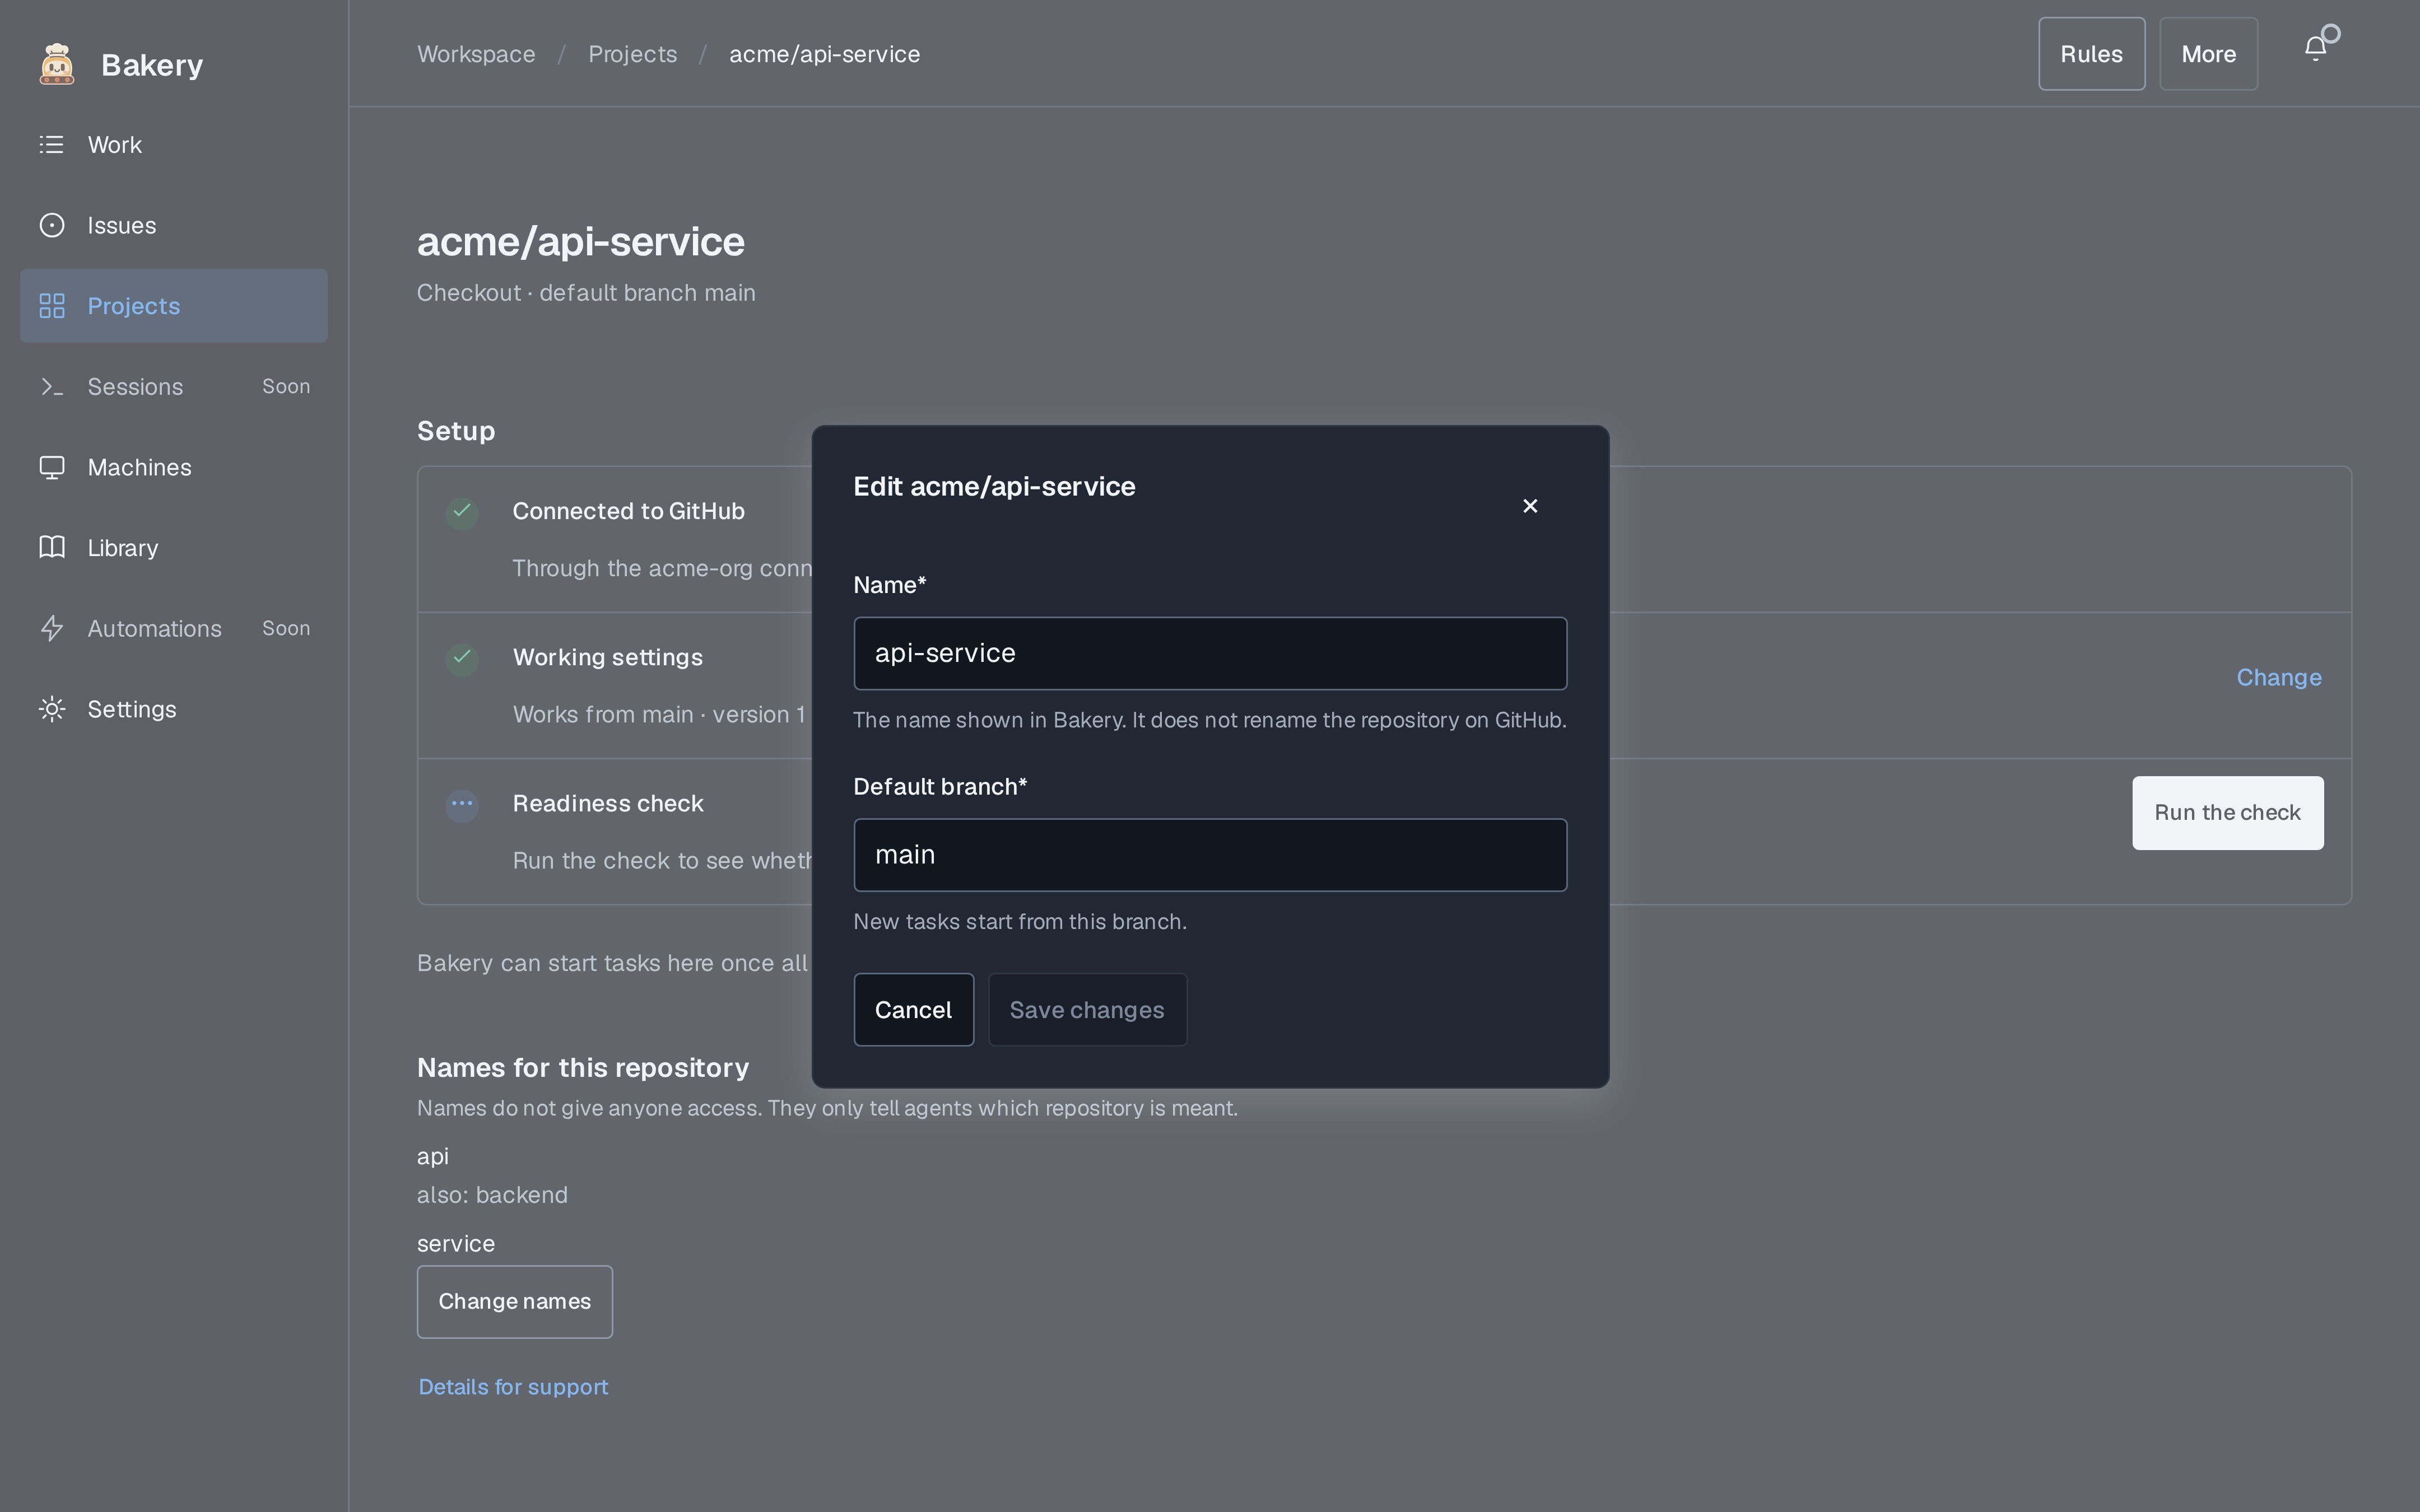 Bakery
Work
Issues
Projects
Sessions Soon
Machines
Library
Automations Soon
Settings
Workspace / Projects / acme/api-service
Rules
More
acme/api-service
Checkout · default branch main
Setup
Connected to GitHub
Through the acme-org
Working settings
Works from main · version 1
Change
Readiness check
Run the check to see
Run the check
Bakery can start tasks here once all
Edit acme/api-service
×
Name*
api-service
The name shown in Bakery. It does not rename the repository on GitHub.
Default branch*
main
New tasks start from this branch.
Cancel
Save changes
Names for this repository
Names do not give anyone access. They only tell agents which repository is meant.
api
also: backend
service
Change names
Details for support